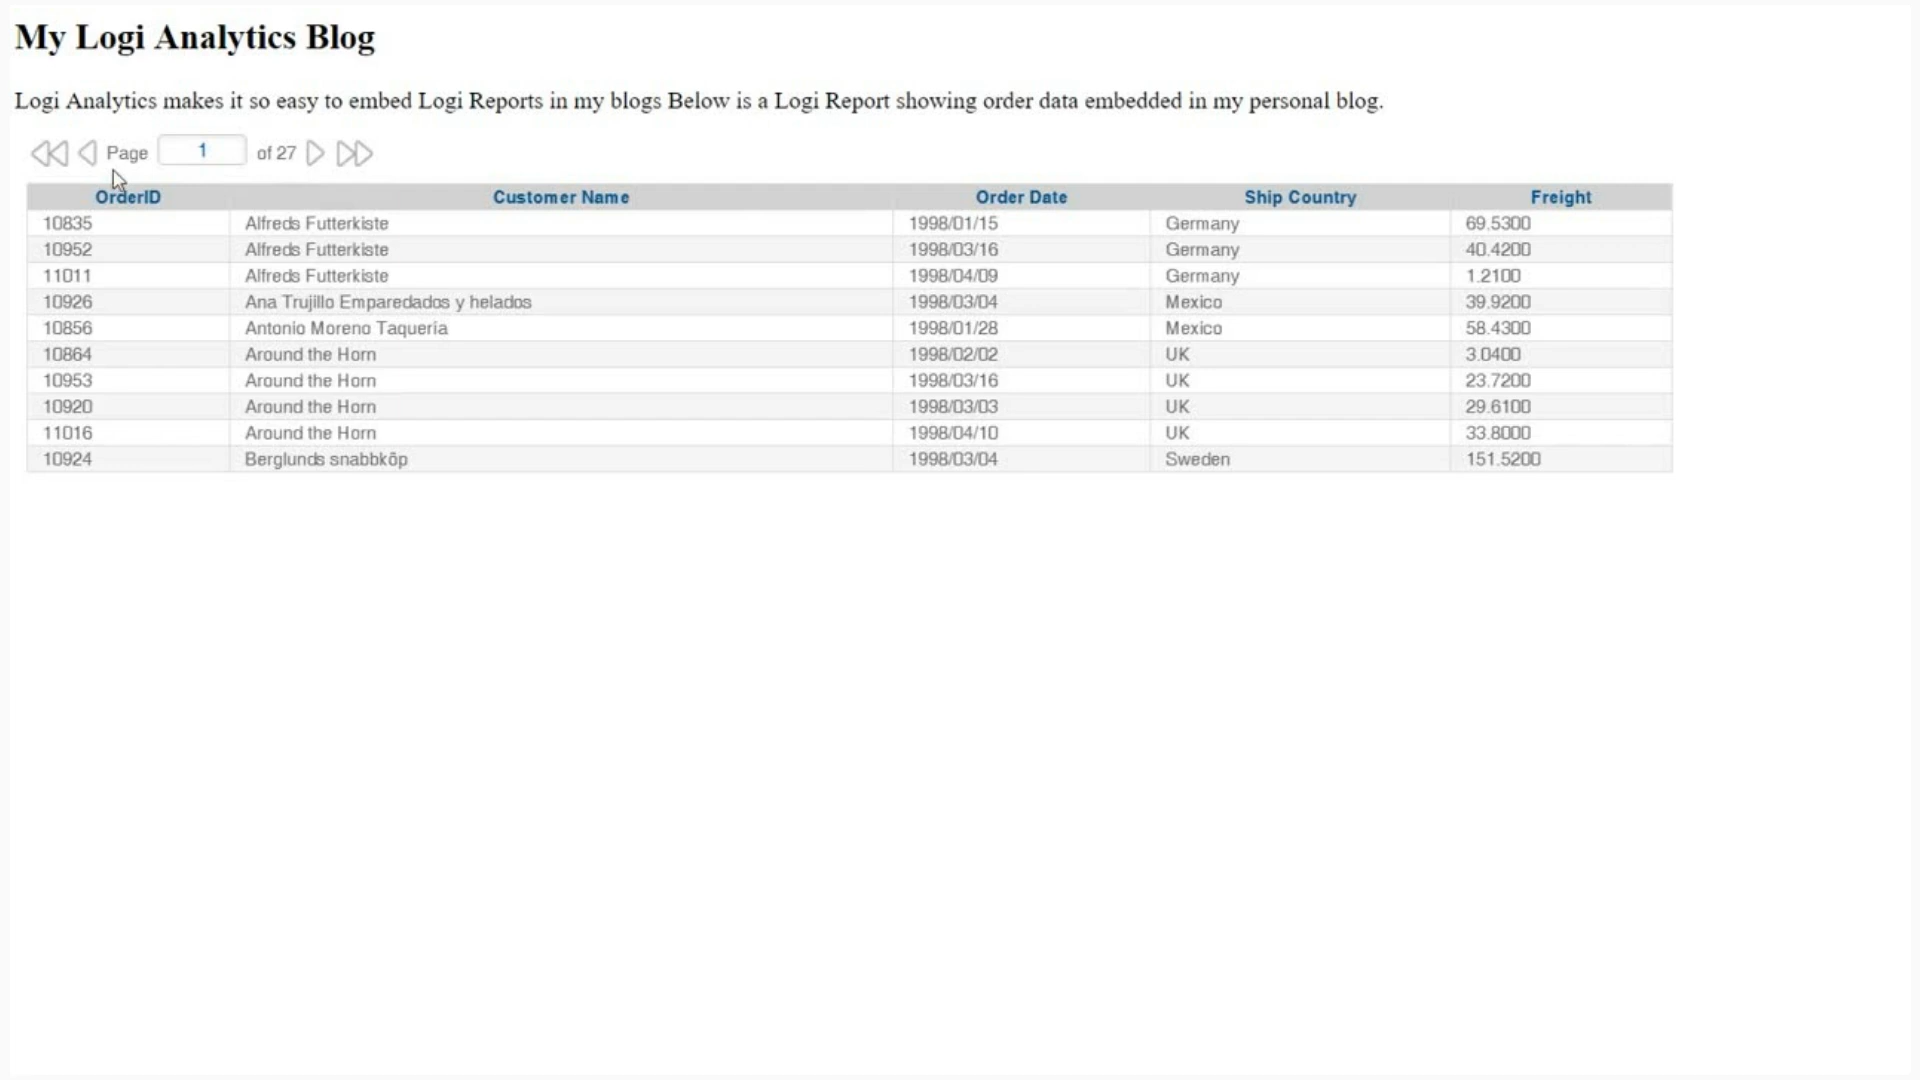 My Logi Analytics Blog
Logi Analytics makes it so easy to embed Logi Reports in my blogs Below is a Logi Report showing order data embedded in my personal blog.
Page 1 of 27
OrderID Customer Name Order Date Ship Country Freight
10835 Alfreds Futterkiste 1998/01/15 Germany 69.5300
10952 Alfreds Futterkiste 1998/03/16 Germany 40.4200
11011 Alfreds Futterkiste 1998/04/09 Germany 1.2100
10926 Ana Trujillo Emparedados y helados 1998/03/04 Mexico 39.9200
10856 Antonio Moreno Taquería 1998/01/28 Mexico 58.4300
10864 Around the Horn 1998/02/02 UK 3.0400
10953 Around the Horn 1998/03/16 UK 23.7200
10920 Around the Horn 1998/03/03 UK 29.6100
11016 Around the Horn 1998/04/10 UK 33.8000
10924 Berglunds snabbköp 1998/03/04 Sweden 151.5200